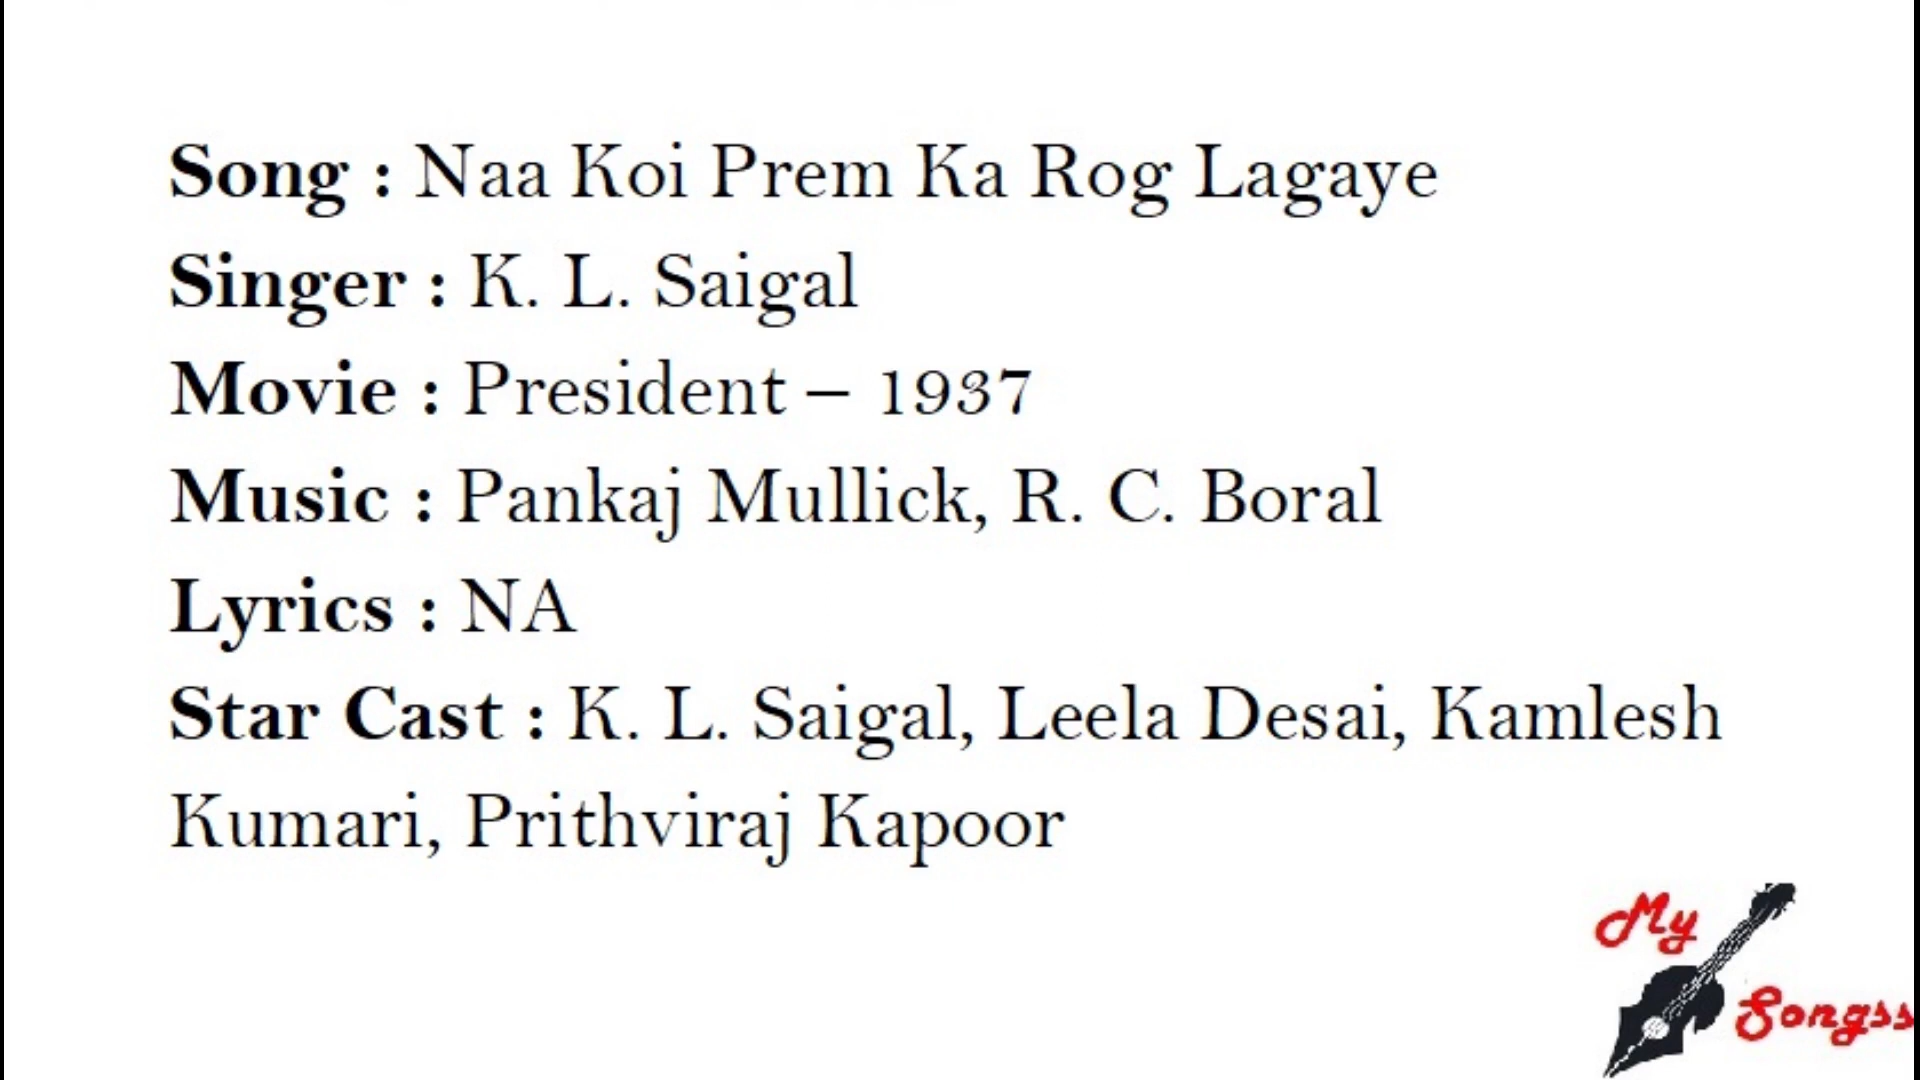 Song : Naa Koi Prem Ka Rog Lagaye
Singer : K. L. Saigal
Movie : President – 1937
Music : Pankaj Mullick, R. C. Boral
Lyrics : NA
Star Cast : K. L. Saigal, Leela Desai, Kamlesh
Kumari, Prithviraj Kapoor
My
Songss